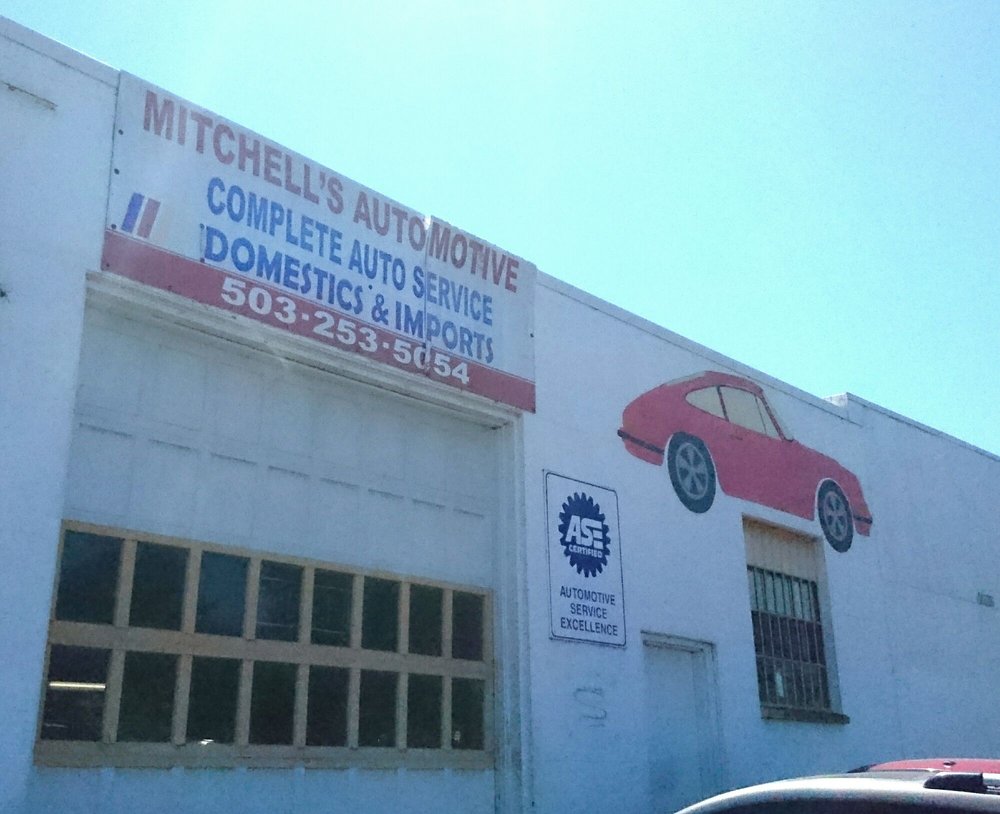 MITCHELL'S AUTOMOTIVE
COMPLETE AUTO SERVICE
DOMESTICS & IMPORTS
503·253·5054
ASE
CERTIFIED
AUTOMOTIVE
SERVICE
EXCELLENCE
S